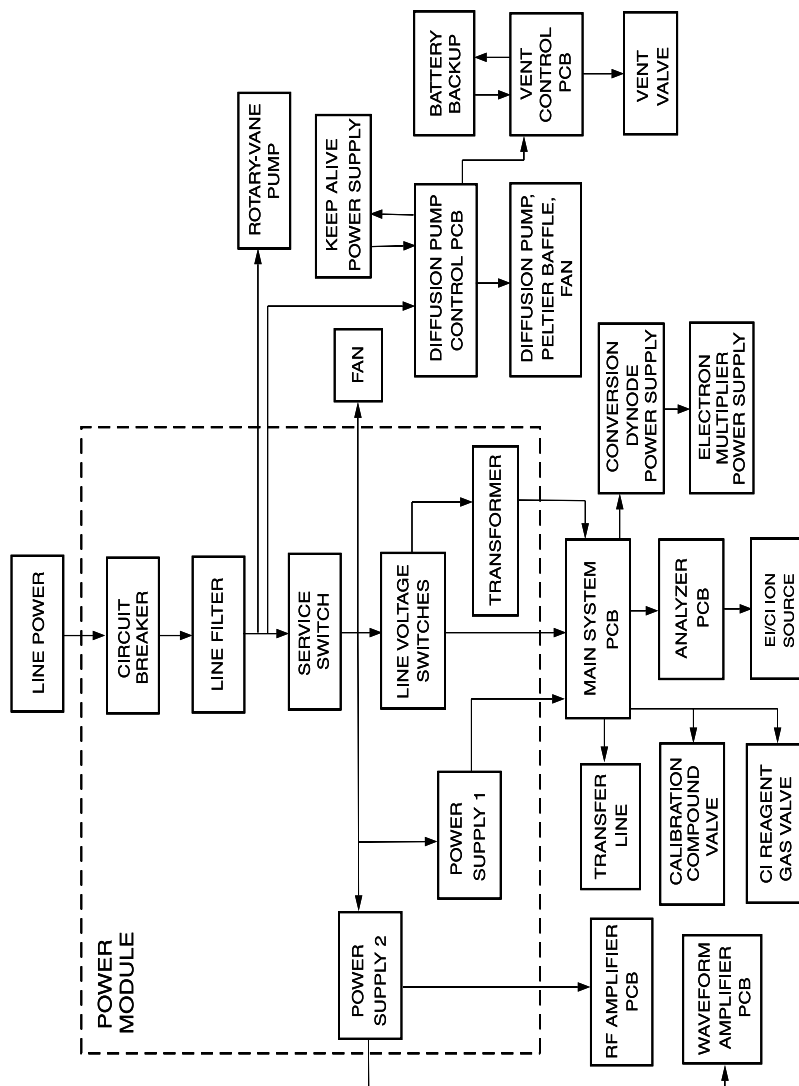 LINE POWER
CIRCUIT
BREAKER
LINE FILTER
SERVICE
SWITCH
LINE VOLTAGE
SWITCHES
TRANSFORMER
POWER
SUPPLY 1
POWER
SUPPLY 2
POWER
MODULE
FAN
ROTARY-VANE
PUMP
KEEP ALIVE
POWER SUPPLY
DIFFUSION PUMP
CONTROL PCB
DIFFUSION PUMP,
PELTIER BAFFLE,
FAN
BATTERY
BACKUP
VENT
CONTROL
PCB
VENT
VALVE
CONVERSION
DYNODE
POWER SUPPLY
ELECTRON
MULTIPLIER
POWER SUPPLY
MAIN SYSTEM
PCB
ANALYZER
PCB
EI/CI ION
SOURCE
TRANSFER
LINE
CALIBRATION
COMPOUND
VALVE
CI REAGENT
GAS VALVE
RF AMPLIFIER
PCB
WAVEFORM
AMPLIFIER
PCB